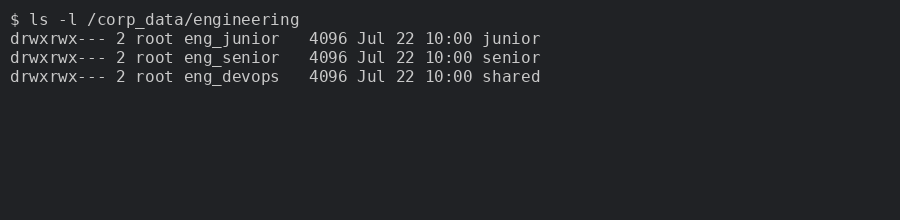 $ ls -l /corp_data/engineering
drwxrwx--- 2 root eng_junior   4096 Jul 22 10:00 junior
drwxrwx--- 2 root eng_senior   4096 Jul 22 10:00 senior
drwxrwx--- 2 root eng_devops   4096 Jul 22 10:00 shared